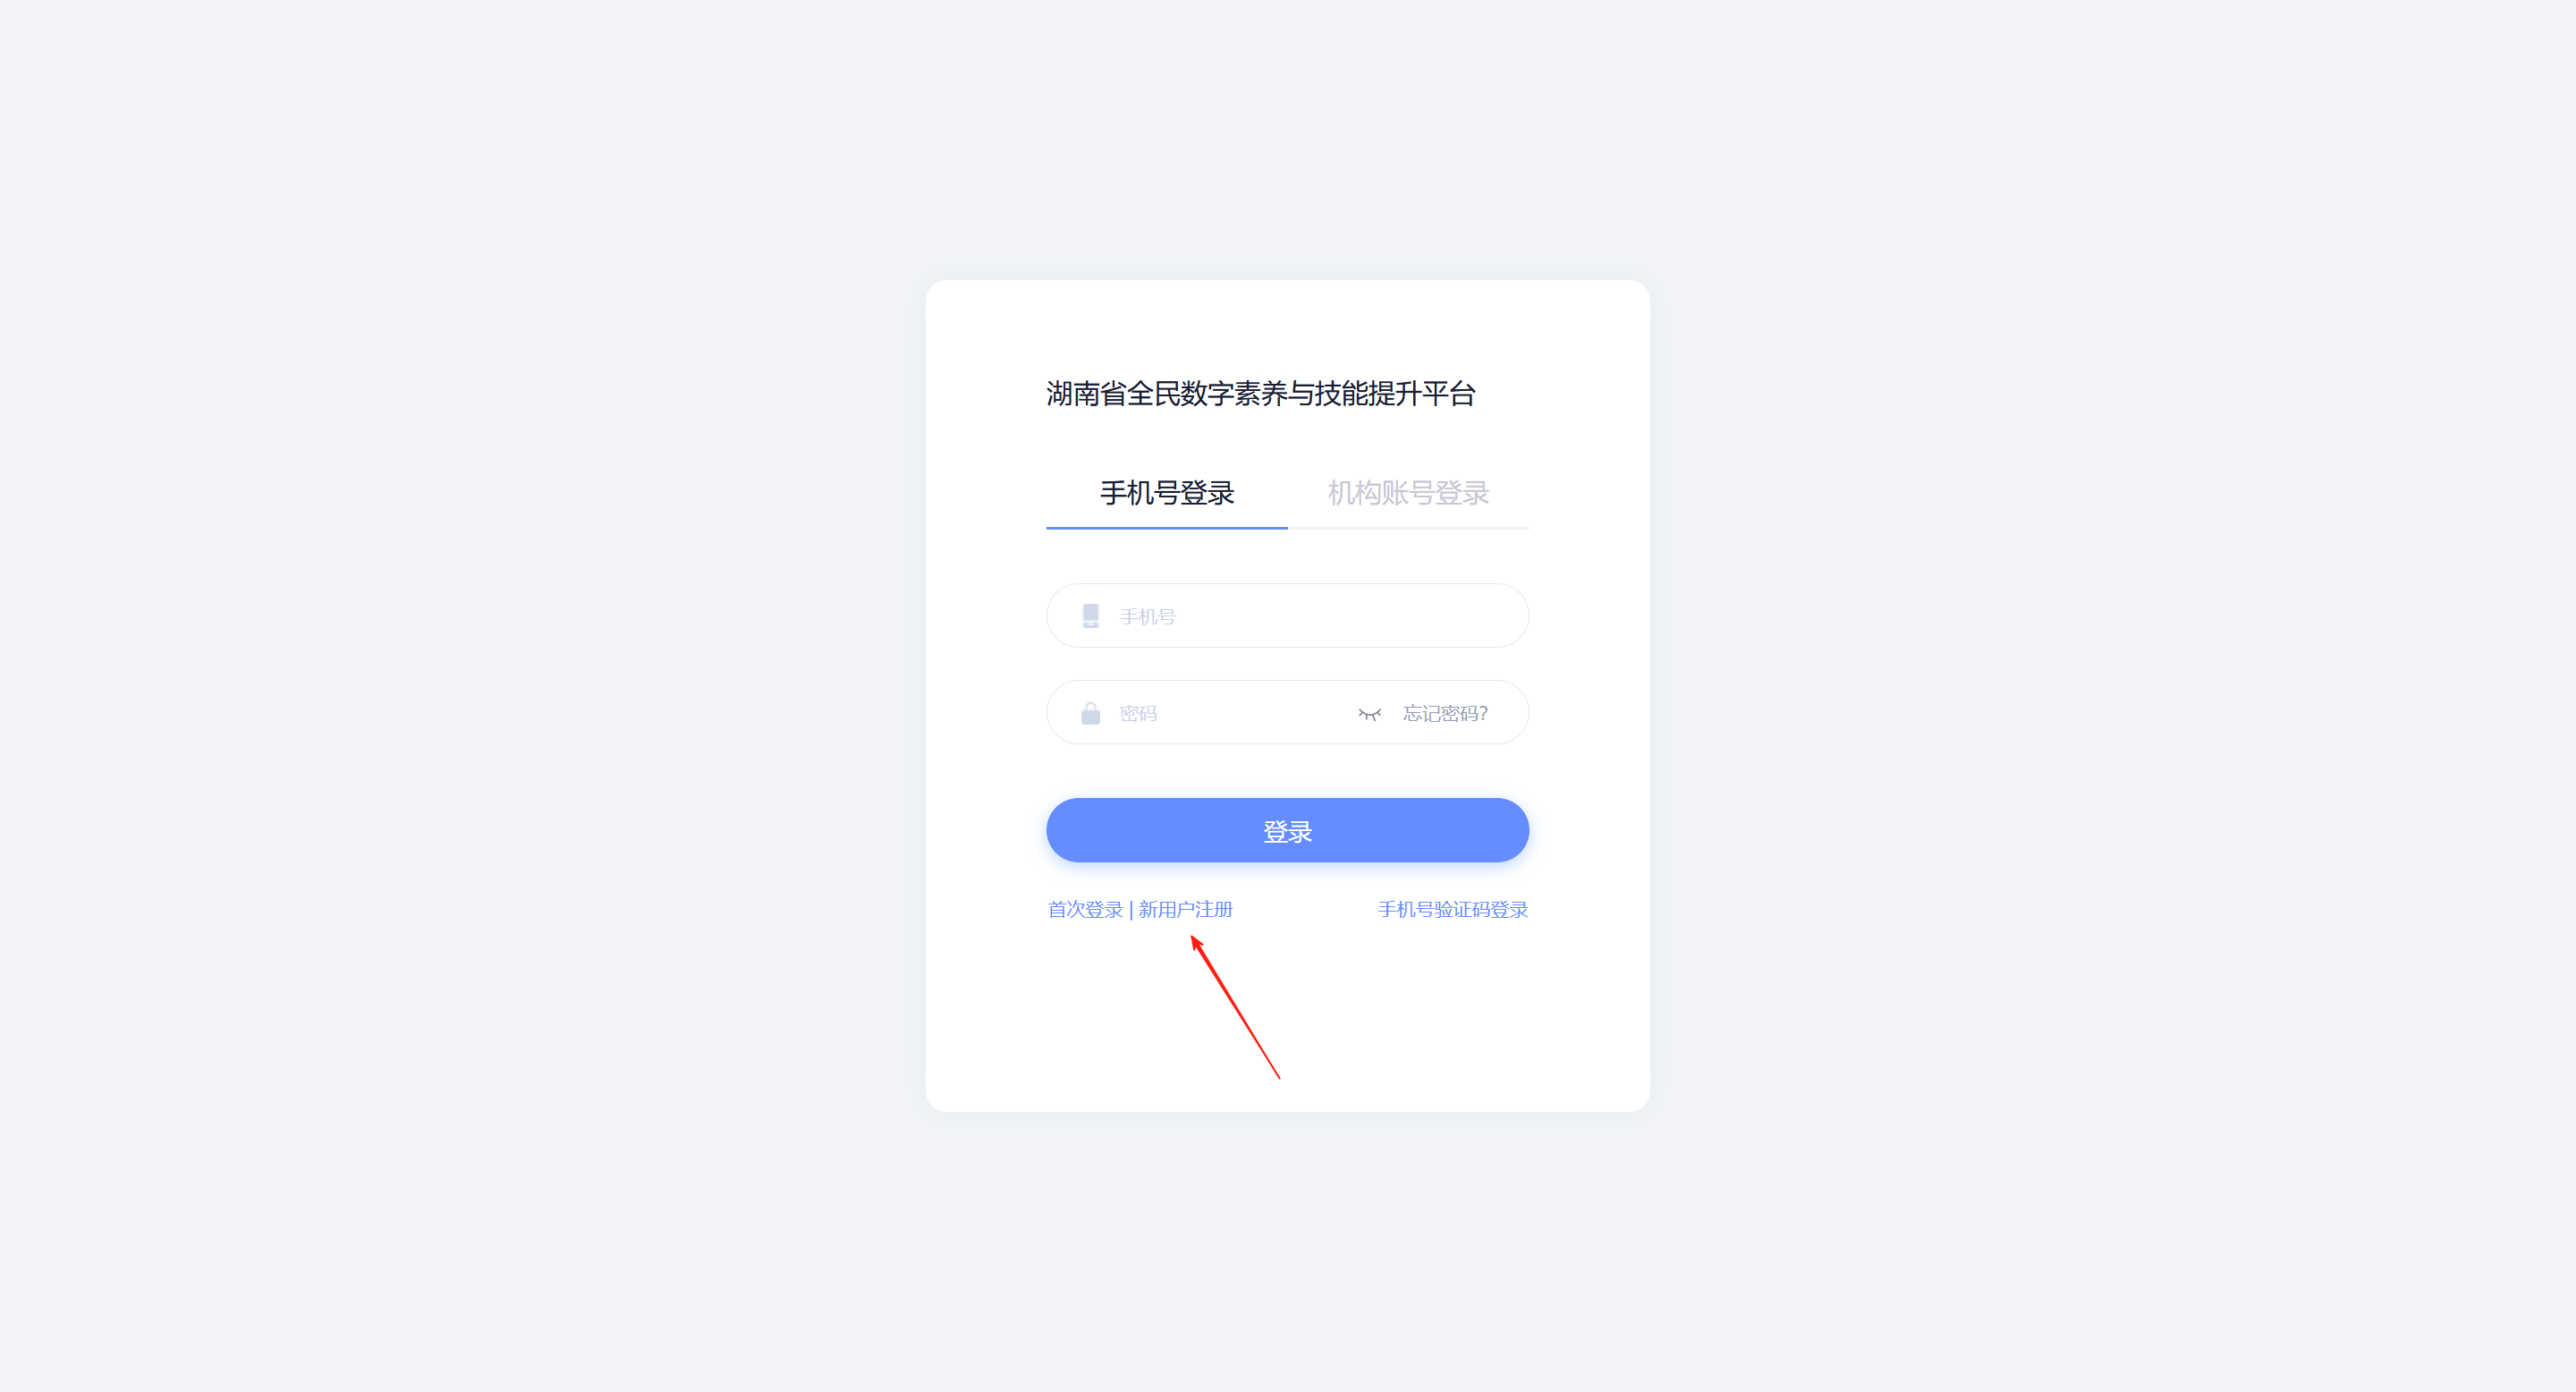 湖南省全民数字素养与技能提升平台
手机号登录 机构账号登录
手机号
密码 忘记密码?
登录
首次登录 | 新用户注册 手机号验证码登录